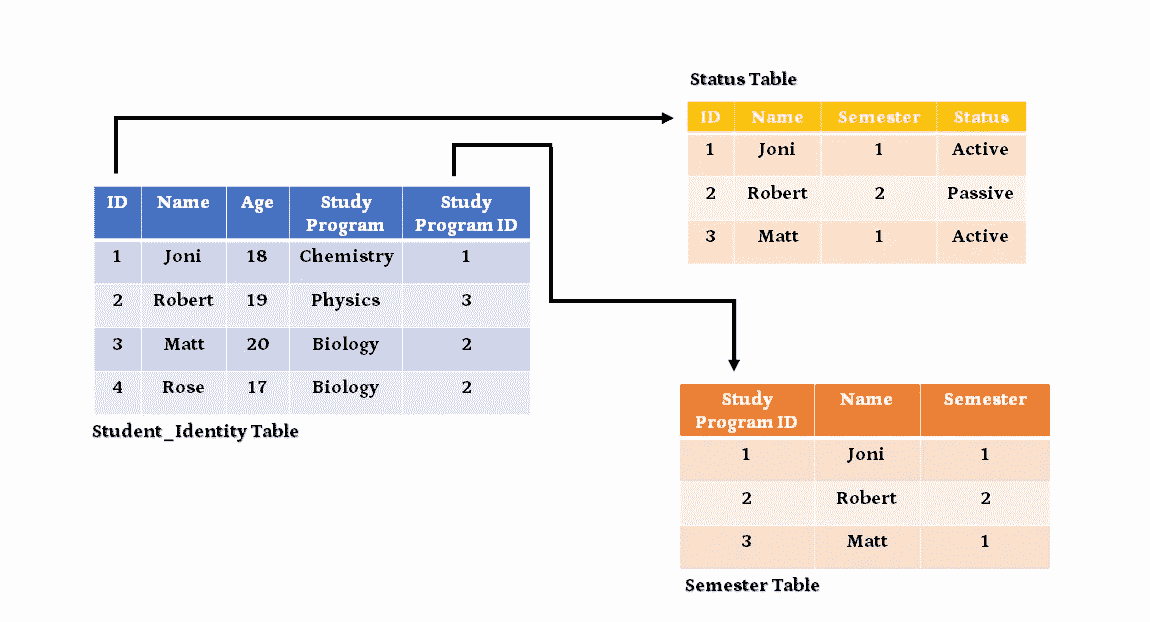 Status Table
ID Name Semester Status
1 Joni 1 Active
2 Robert 2 Passive
3 Matt 1 Active
ID Name Age Study Program Study Program ID
1 Joni 18 Chemistry 1
2 Robert 19 Physics 3
3 Matt 20 Biology 2
4 Rose 17 Biology 2
Student_Identity Table
Study Program ID Name Semester
1 Joni 1
2 Robert 2
3 Matt 1
Semester Table